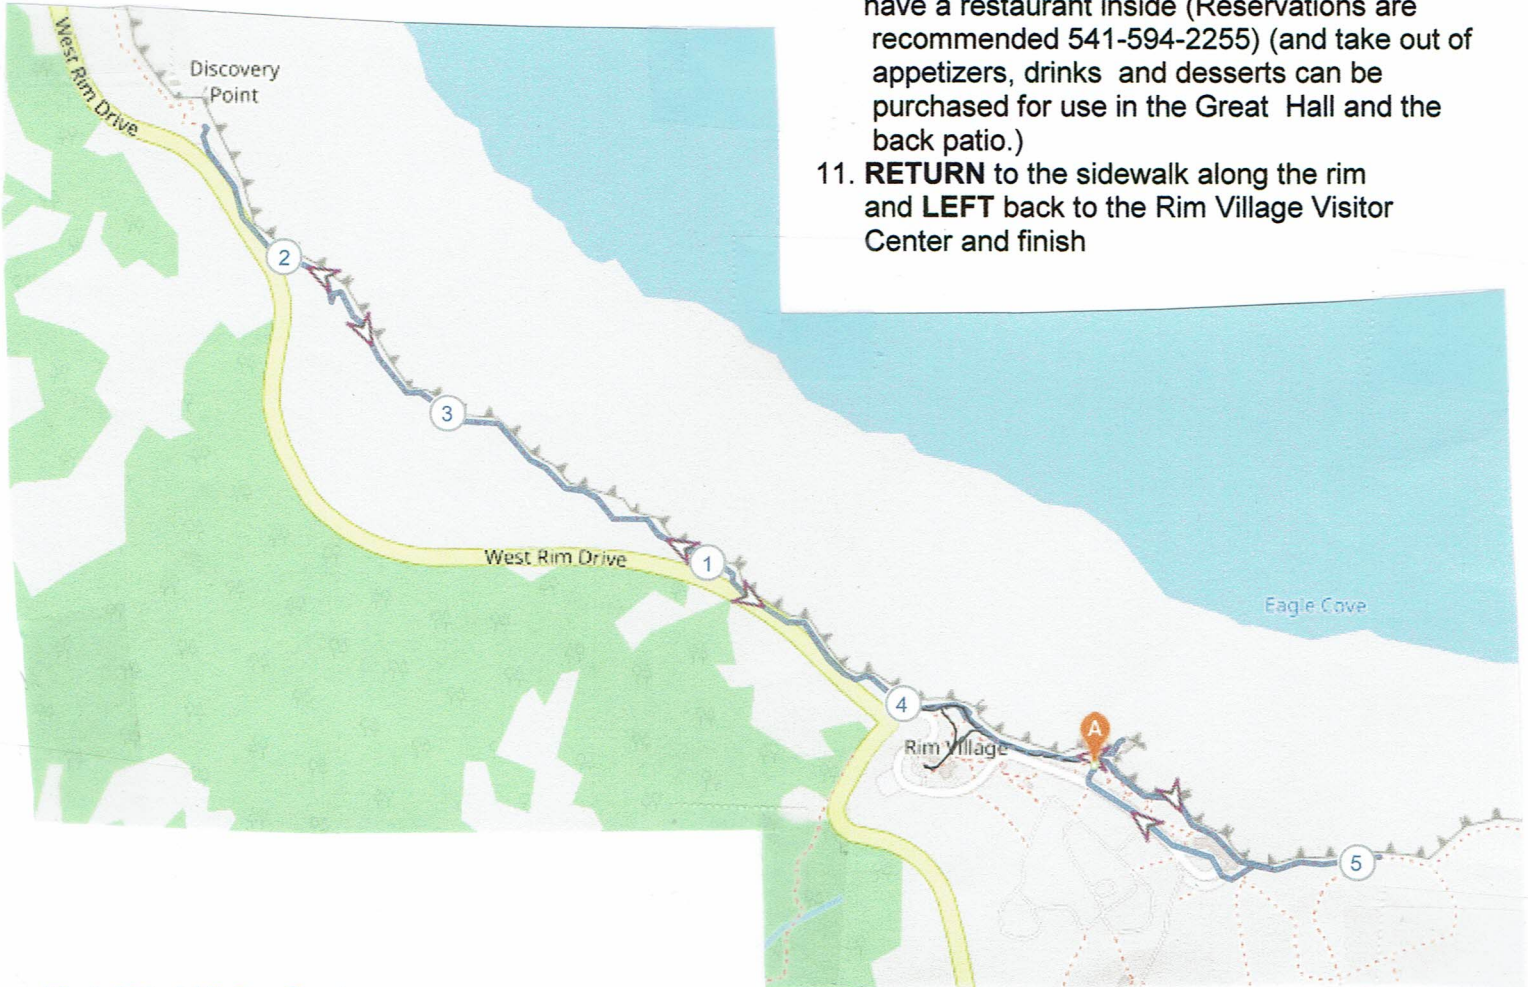 have a restaurant inside (Reservations are
recommended 541-594-2255) (and take out of
appetizers, drinks and desserts can be
purchased for use in the Great Hall and the
back patio.)
11. RETURN to the sidewalk along the rim
and LEFT back to the Rim Village Visitor
Center and finish
West Rim Drive
Discovery
Point
2
3
West Rim Drive
1
Eagle Cove
4
Rim Village
A
5